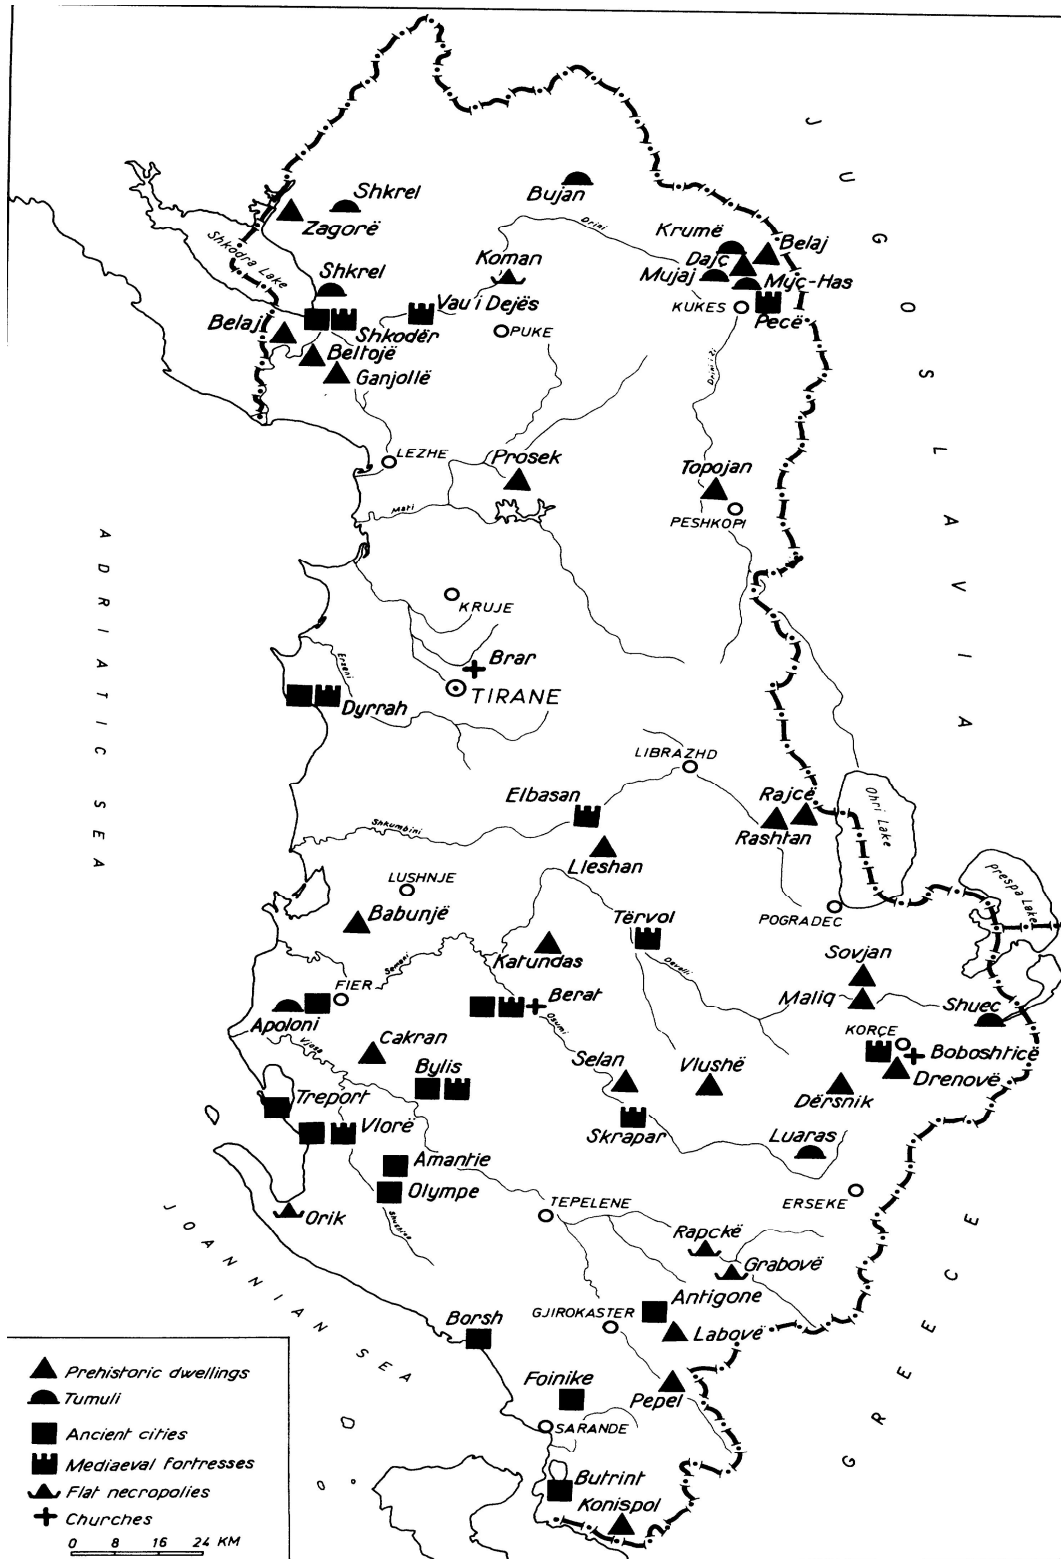 JUGOSLAVIA
Shkrel
Bujan
Drini
Zagorë
Krumë
Belaj
Shkodra Lake
Shkrel
Koman
Dajç
Mujaj
Myç-Has
Vau i Dejës
KUKES
Pecë
Belaj
Shkodër
PUKE
Beltojë
Ganjollë
Drini i Zi
LEZHE
Prosek
Topojan
Mati
PESHKOPI
ADRIATIC SEA
KRUJE
Brar
Erzeni
TIRANE
Dyrrah
LIBRAZHD
Elbasan
Rajcë
Ohri Lake
Shkumbini
Rashtan
Lleshan
LUSHNJE
Prespa Lake
Babunjë
Tërvol
POGRADEC
Katundas
Semani
Devolli
Sovjan
FIER
Maliq
Shuec
Apoloni
Berat
Osumi
Vjosa
KORÇE
Cakran
Boboshticë
Bylis
Selan
Vlushë
Drenovë
Dërsnik
Treport
Vlorë
Skrapar
Luaras
Amantie
Olympe
TEPELENE
ERSEKE
Orik
Shushica
Rapckë
Grabovë
JOANNIAN SEA
GREECE
Antigone
Borsh
GJIROKASTER
Labovë
Foinike
Pepel
SARANDE
Butrint
Konispol
Prehistoric dwellings
Tumuli
Ancient cities
Mediaeval fortresses
Flat necropolies
Churches
0 8 16 24 KM